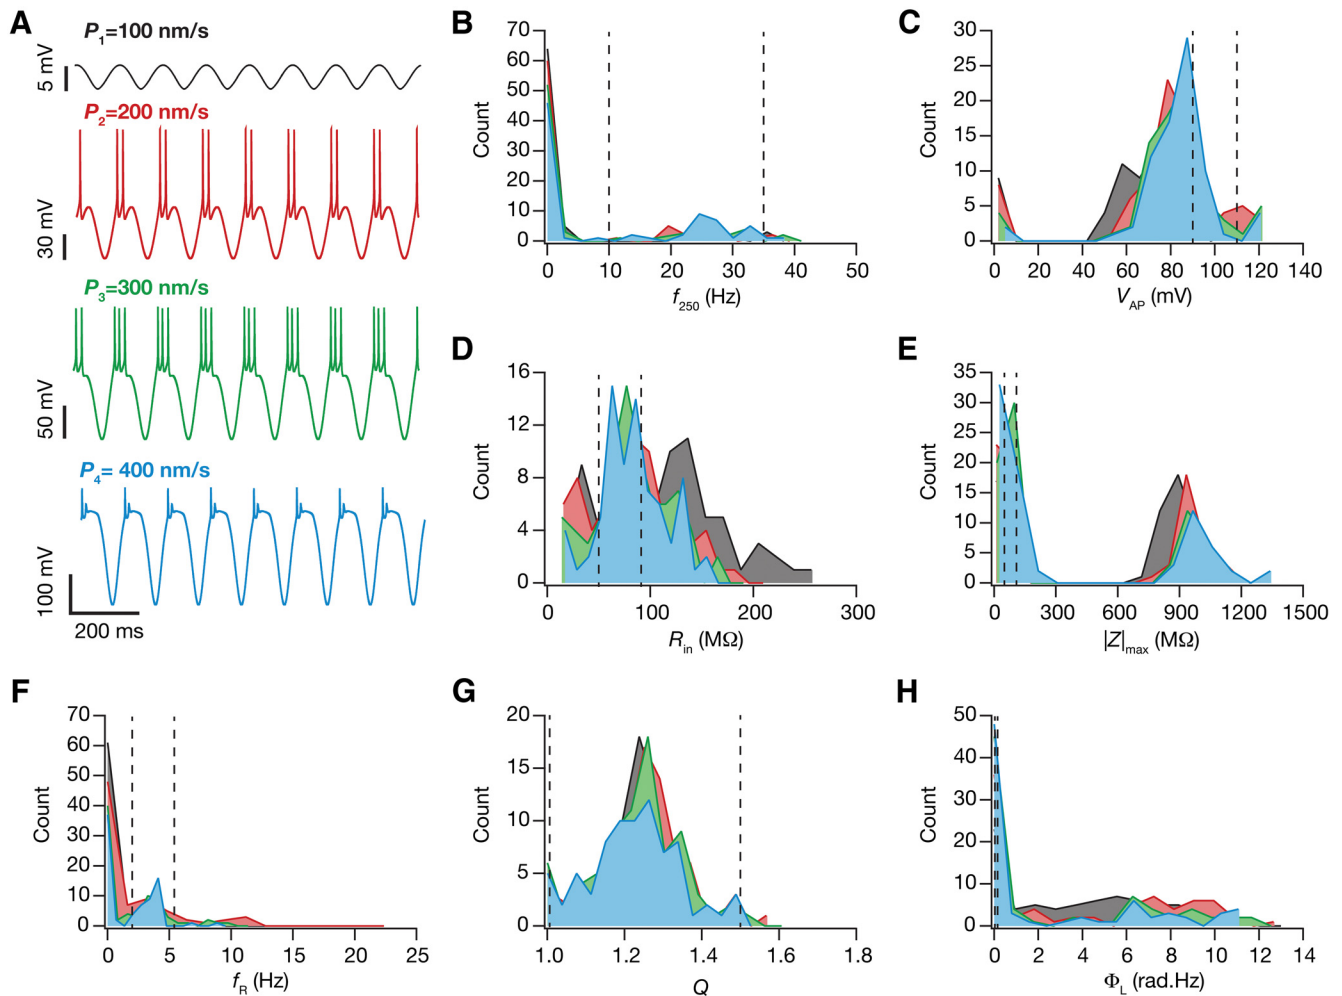 A
P1=100 nm/s
5 mV
P2=200 nm/s
30 mV
P3=300 nm/s
50 mV
P4= 400 nm/s
100 mV
200 ms
B
70
60
50
40
30
20
10
0
Count
0 10 20 30 40 50
f250 (Hz)
C
30
25
20
15
10
5
0
Count
0 20 40 60 80 100 120 140
VAP (mV)
D
16
12
8
4
0
Count
0 100 200 300
Rin (MΩ)
E
35
30
25
20
15
10
5
0
Count
0 300 600 900 1200 1500
|Z|max (MΩ)
F
70
60
50
40
30
20
10
0
Count
0 5 10 15 20 25
fR (Hz)
G
20
15
10
5
0
Count
1.0 1.2 1.4 1.6 1.8
Q
H
50
40
30
20
10
0
Count
0 2 4 6 8 10 12 14
ΦL (rad.Hz)